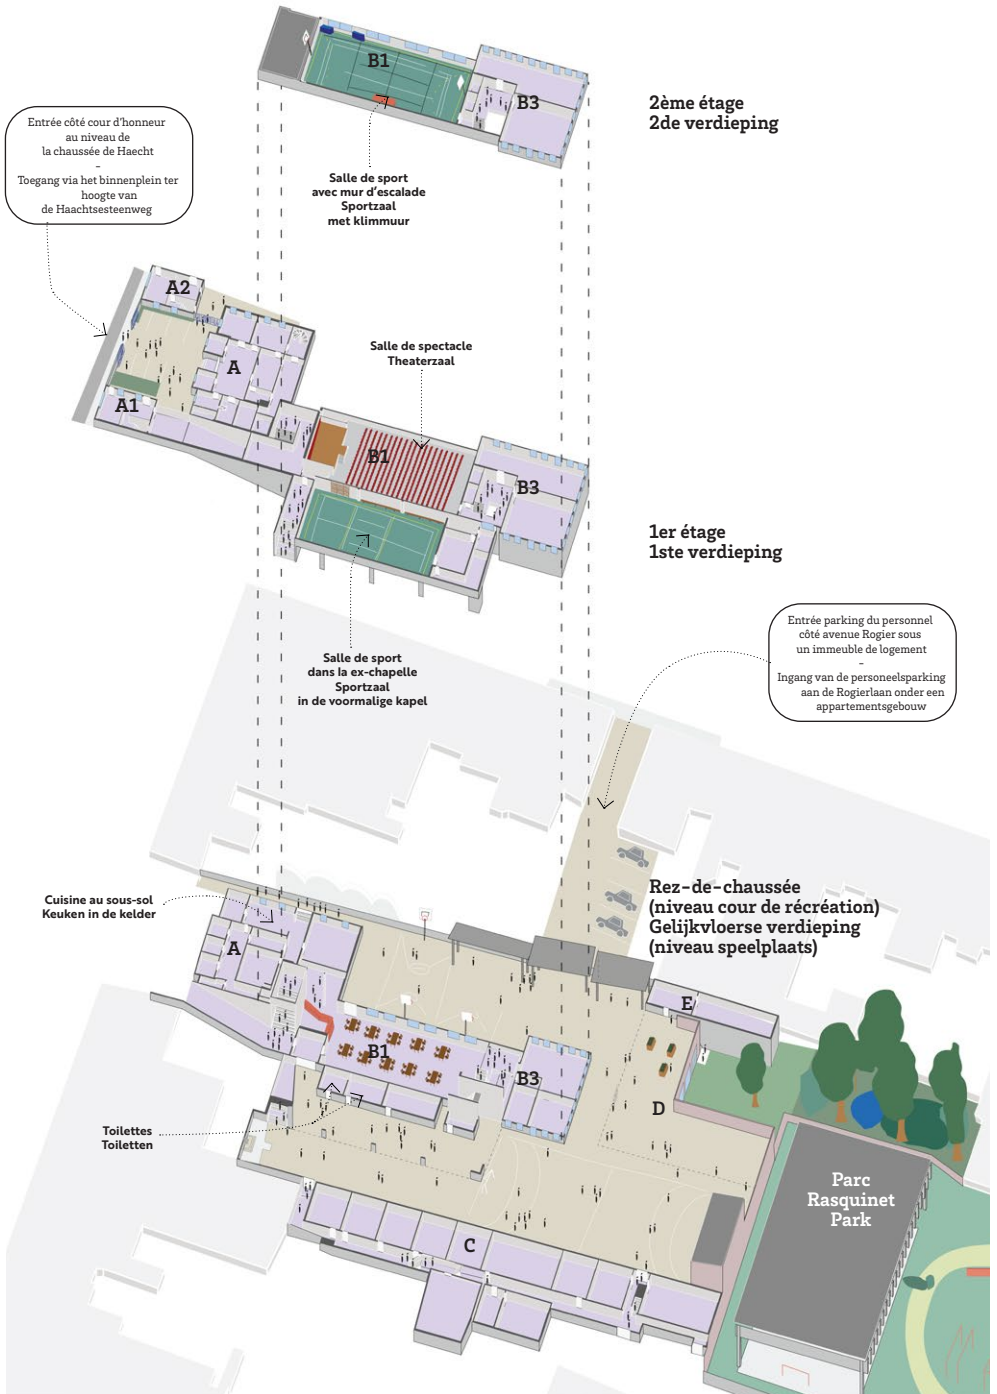 B1
B3
2ème étage
2de verdieping
Entrée côté cour d'honneur
au niveau de
la chaussée de Haecht
–
Toegang via het binnenplein ter
hoogte van
de Haachtsesteenweg
Salle de sport
avec mur d'escalade
Sportzaal
met klimmuur
A2
A
A1
Salle de spectacle
Theaterzaal
B1
B3
1er étage
1ste verdieping
Entrée parking du personnel
côté avenue Rogier sous
un immeuble de logement
–
Ingang van de personeelsparking
aan de Rogierlaan onder een
appartementsgebouw
Salle de sport
dans la ex-chapelle
Sportzaal
in de voormalige kapel
Cuisine au sous-sol
Keuken in de kelder
Rez-de-chaussée
(niveau cour de récréation)
Gelijkvloerse verdieping
(niveau speelplaats)
A
E
B1
B3
D
Toilettes
Toiletten
Parc
Rasquinet
Park
C